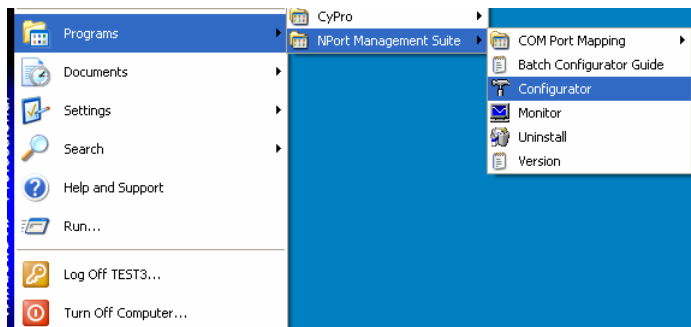 Programs
Documents
Settings
Search
Help and Support
Run...
Log Off TEST3...
Turn Off Computer...
CyPro
NPort Management Suite
COM Port Mapping
Batch Configurator Guide
Configurator
Monitor
Uninstall
Version